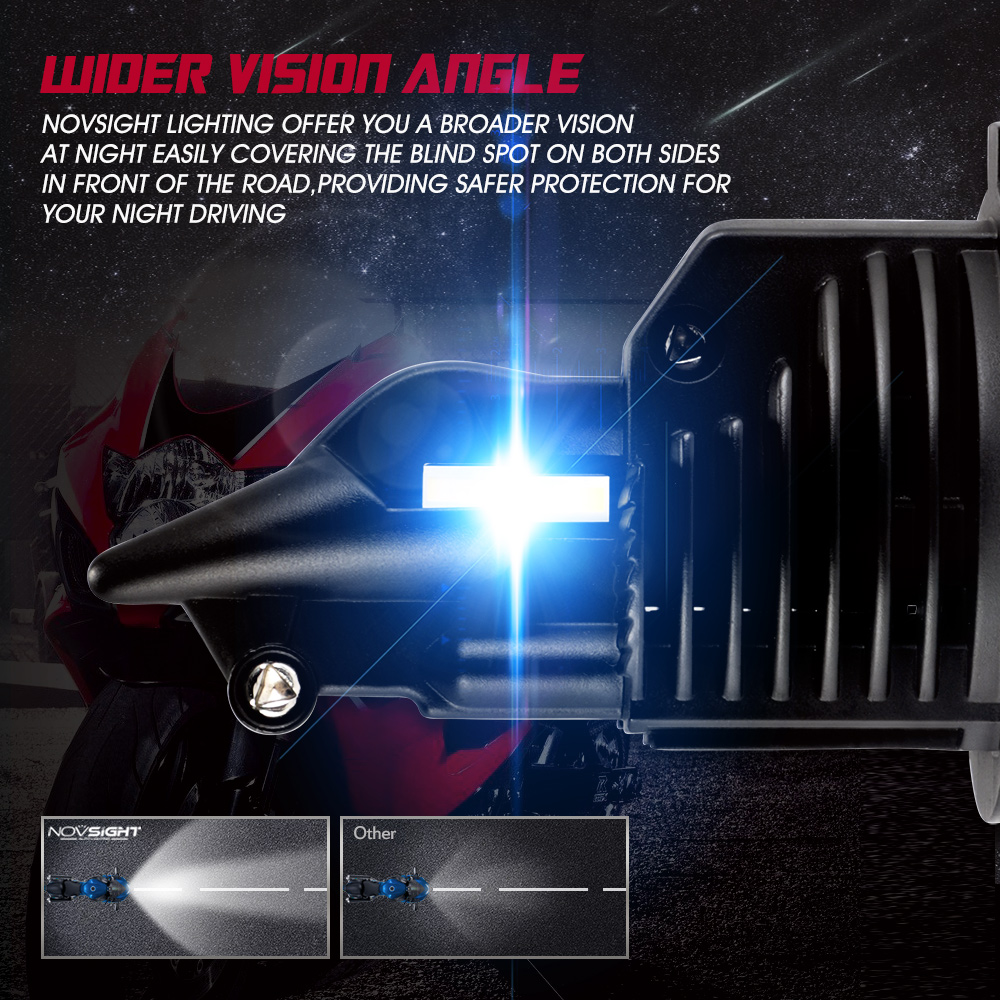 WIDER VISION ANGLE
NOVSIGHT LIGHTING OFFER YOU A BROADER VISION
AT NIGHT EASILY COVERING THE BLIND SPOT ON BOTH SIDES
IN FRONT OF THE ROAD,PROVIDING SAFER PROTECTION FOR
YOUR NIGHT DRIVING
NOVSIGHT
Other